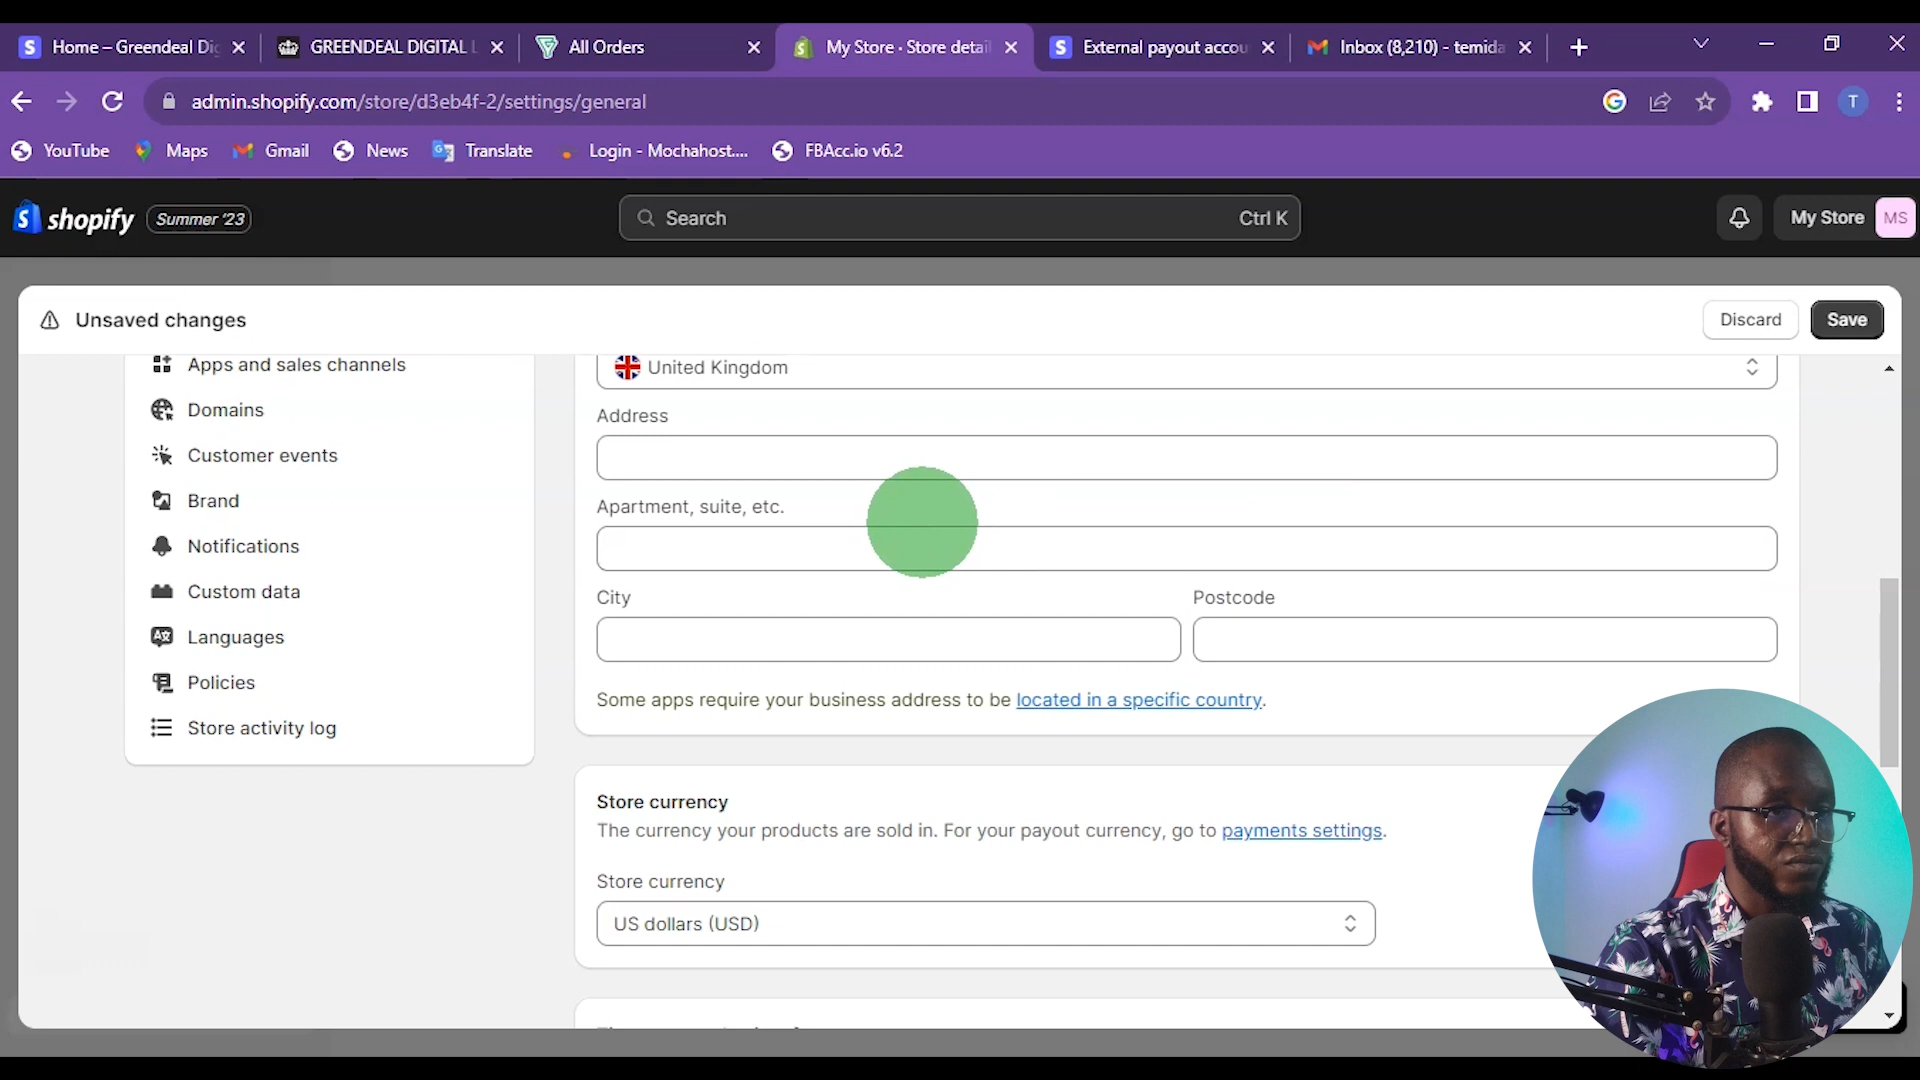 Home – Greendeal Di
GREENDEAL DIGITAL L
All Orders
My Store · Store detail
External payout accou
Inbox (8,210) - temida
admin.shopify.com/store/d3eb4f-2/settings/general
T
YouTube
Maps
Gmail
News
Translate
Login - Mochahost....
FBAcc.io v6.2
shopify
Summer '23
Search
Ctrl K
My Store
MS
Unsaved changes
Discard
Save
Apps and sales channels
Domains
Customer events
Brand
Notifications
Custom data
Languages
Policies
Store activity log
United Kingdom
Address
Apartment, suite, etc.
City
Postcode
Some apps require your business address to be located in a specific country.
Store currency
The currency your products are sold in. For your payout currency, go to payments settings.
Store currency
US dollars (USD)